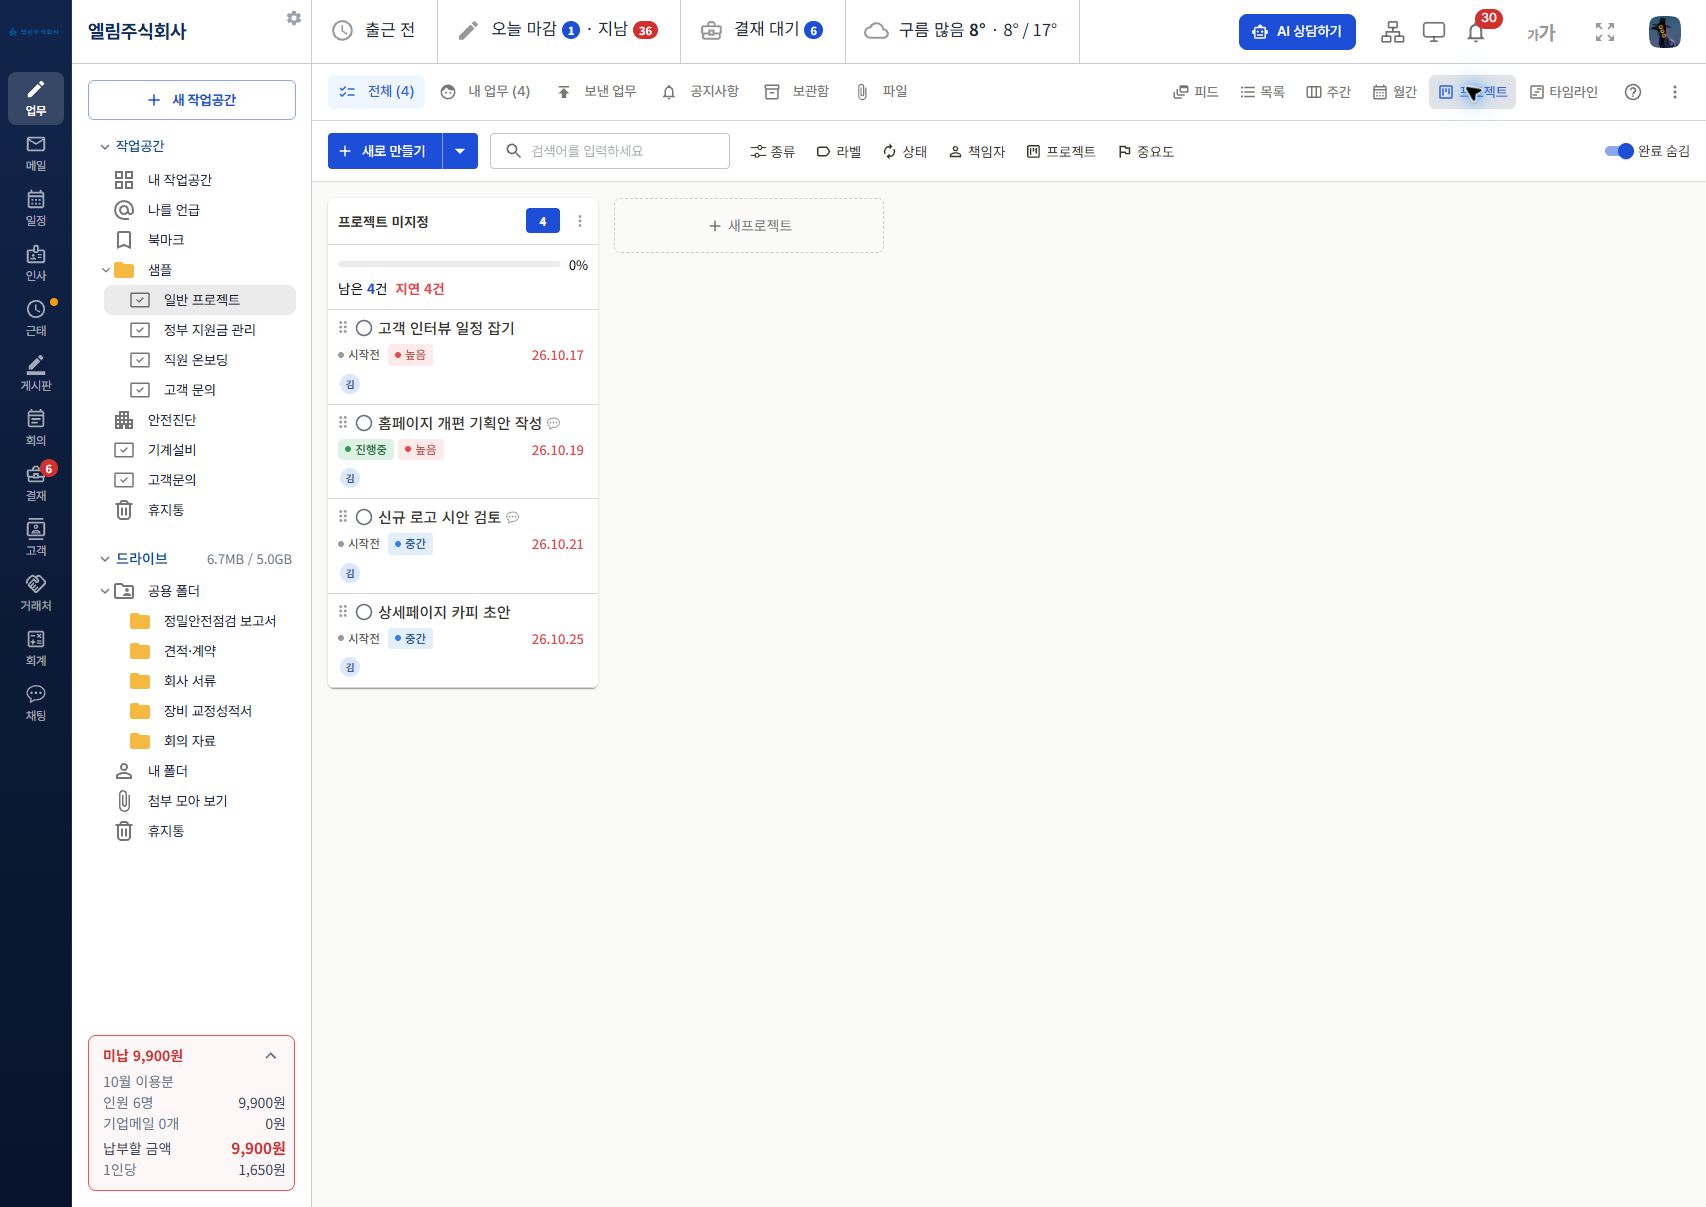 엘림주식회사
엘림주식회사
출근 전
오늘 마감 1 · 지남 36
결재 대기 6
구름 많음 8° · 8° / 17°
AI 상담하기
30
가가
업무
메일
일정
인사
근태
게시판
회의
6
결재
고객
거래처
회계
채팅
+ 새 작업공간
작업공간
내 작업공간
나를 언급
북마크
샘플
일반 프로젝트
정부 지원금 관리
직원 온보딩
고객 문의
안전진단
기계설비
고객문의
휴지통
드라이브 6.7MB / 5.0GB
공용 폴더
정밀안전점검 보고서
견적·계약
회사 서류
장비 교정성적서
회의 자료
내 폴더
첨부 모아 보기
휴지통
미납 9,900원
10월 이용분
인원 6명 9,900원
기업메일 0개 0원
납부할 금액 9,900원
1인당 1,650원
전체 (4)
내 업무 (4)
보낸 업무
공지사항
보관함
파일
피드
목록
주간
월간
프로젝트
타임라인
+ 새로 만들기
검색어를 입력하세요
종류
라벨
상태
책임자
프로젝트
중요도
완료 숨김
프로젝트 미지정 4
0%
남은 4건 지연 4건
고객 인터뷰 일정 잡기
시작전 높음 26.10.17
김
홈페이지 개편 기획안 작성
진행중 높음 26.10.19
김
신규 로고 시안 검토
시작전 중간 26.10.21
김
상세페이지 카피 초안
시작전 중간 26.10.25
김
+ 새프로젝트